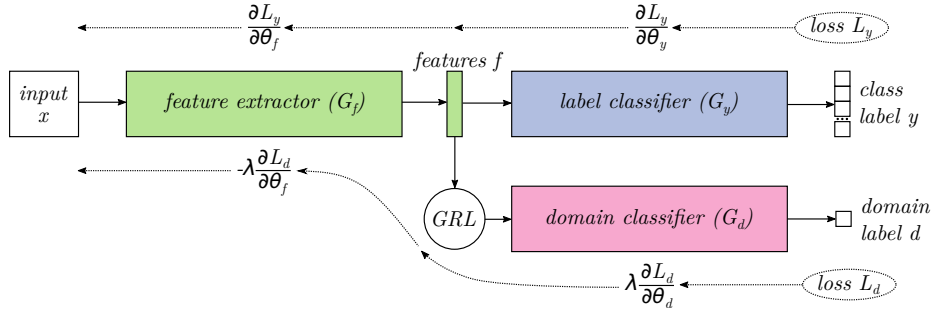 ∂L_y
∂θ_f
∂L_y
∂θ_y
loss L_y
features f
input
x
feature extractor (G_f)
label classifier (G_y)
class
label y
-λ ∂L_d
∂θ_f
GRL
domain classifier (G_d)
domain
label d
λ ∂L_d
∂θ_d
loss L_d